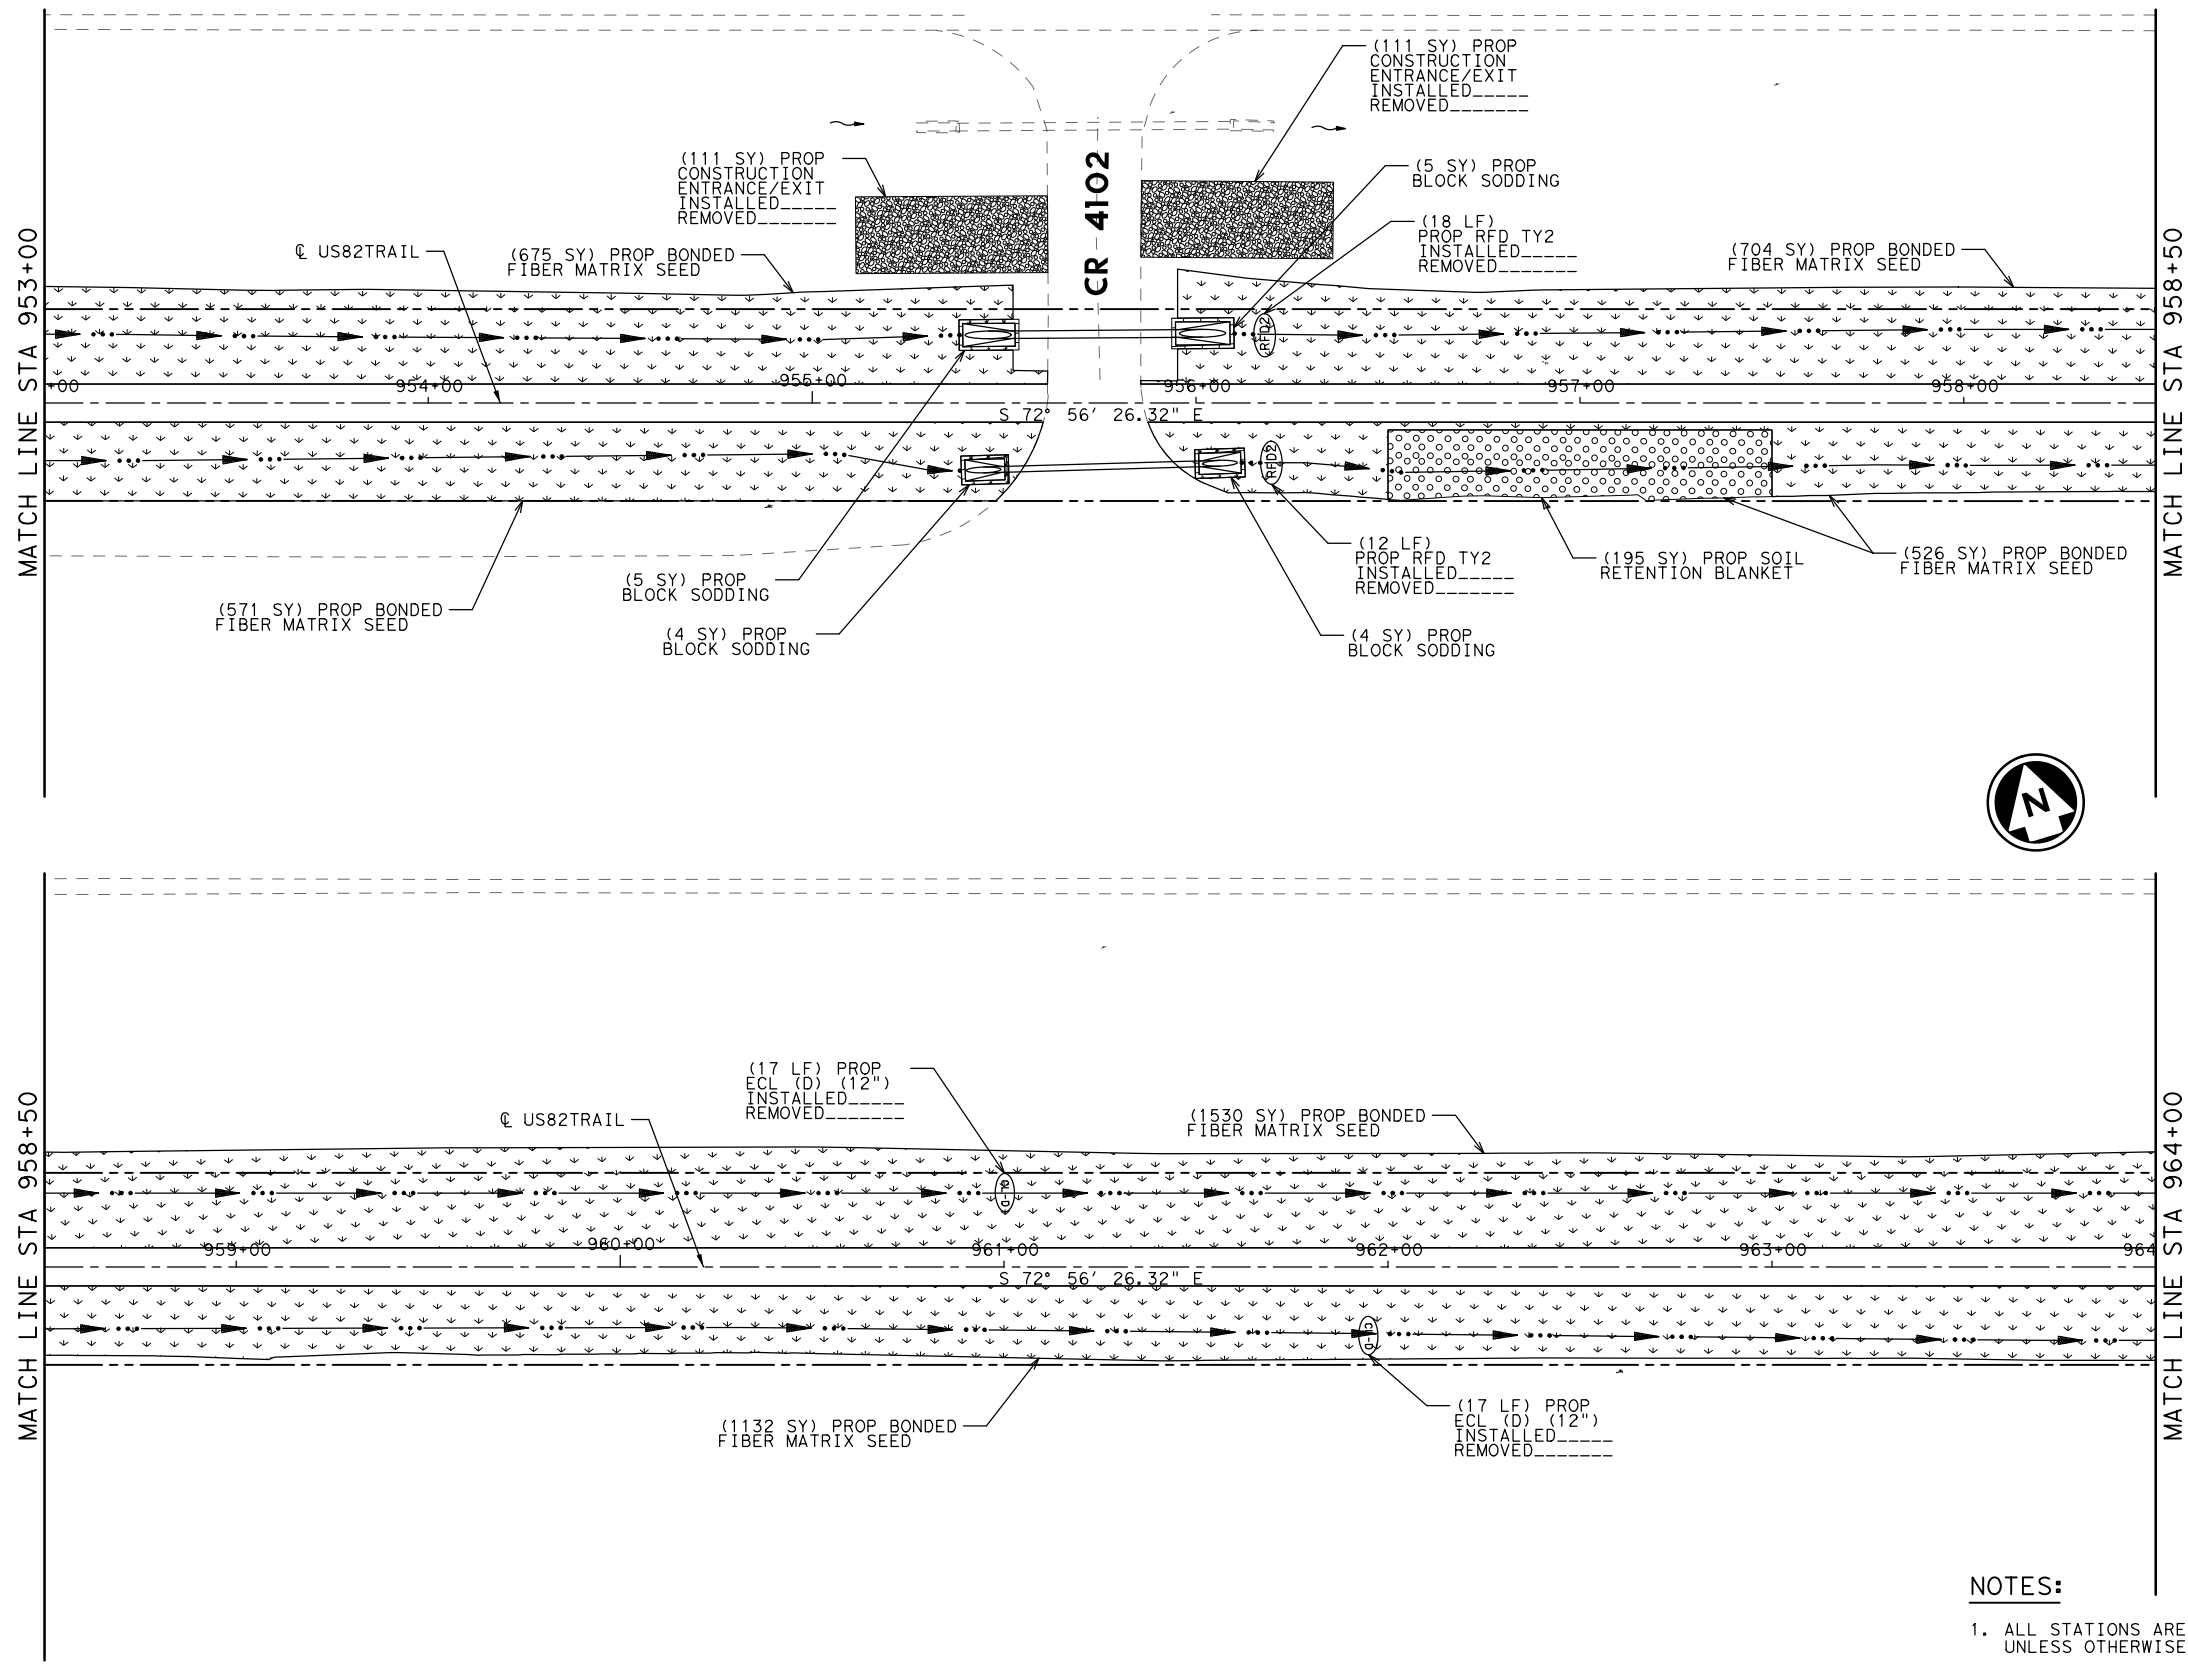 (111 SY) PROP
CONSTRUCTION
ENTRANCE/EXIT
INSTALLED_____
REMOVED_______
(111 SY) PROP
CONSTRUCTION
ENTRANCE/EXIT
INSTALLED_____
REMOVED_______
CR 4102
(5 SY) PROP
BLOCK SODDING
(18 LF)
PROP RFD TY2
INSTALLED_____
REMOVED_______
℄ US82TRAIL
(675 SY) PROP BONDED
FIBER MATRIX SEED
(704 SY) PROP BONDED
FIBER MATRIX SEED
MATCH LINE STA 953+00
MATCH LINE STA 958+50
RFD2
+00
954+00
955+00
956+00
957+00
958+00
S 72° 56' 26.32" E
RFD2
(12 LF)
PROP RFD TY2
INSTALLED_____
REMOVED_______
(195 SY) PROP SOIL
RETENTION BLANKET
(526 SY) PROP BONDED
FIBER MATRIX SEED
(5 SY) PROP
BLOCK SODDING
(571 SY) PROP BONDED
FIBER MATRIX SEED
(4 SY) PROP
BLOCK SODDING
(4 SY) PROP
BLOCK SODDING
N
(17 LF) PROP
ECL (D) (12")
INSTALLED_____
REMOVED_______
℄ US82TRAIL
(1530 SY) PROP BONDED
FIBER MATRIX SEED
MATCH LINE STA 958+50
MATCH LINE STA 964+00
959+00
960+00
961+00
962+00
963+00
964
S 72° 56' 26.32" E
(1132 SY) PROP BONDED
FIBER MATRIX SEED
(17 LF) PROP
ECL (D) (12")
INSTALLED_____
REMOVED_______
NOTES:
1. ALL STATIONS ARE
UNLESS OTHERWISE